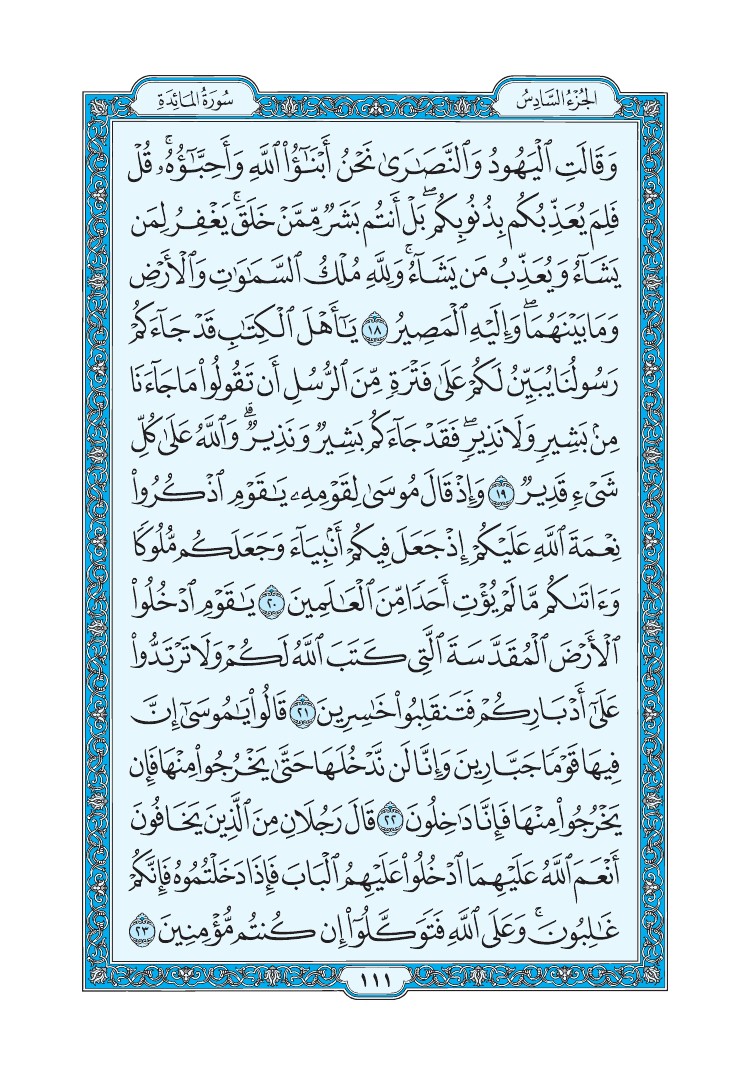 الجُزْءُ السَّادِسُ
سُورَةُ المَائِدَةِ
وَقَالَتِ ٱلْيَهُودُ وَٱلنَّصَٰرَىٰ نَحْنُ أَبْنَٰٓؤُا۟ ٱللَّهِ وَأَحِبَّٰٓؤُهُۥ ۚ قُلْ
فَلِمَ يُعَذِّبُكُم بِذُنُوبِكُم ۖ بَلْ أَنتُم بَشَرٌ مِّمَّنْ خَلَقَ ۚ يَغْفِرُ لِمَن
يَشَآءُ وَيُعَذِّبُ مَن يَشَآءُ ۚ وَلِلَّهِ مُلْكُ ٱلسَّمَٰوَٰتِ وَٱلْأَرْضِ
وَمَا بَيْنَهُمَا ۖ وَإِلَيْهِ ٱلْمَصِيرُ ١٨ يَٰٓأَهْلَ ٱلْكِتَٰبِ قَدْ جَآءَكُمْ
رَسُولُنَا يُبَيِّنُ لَكُمْ عَلَىٰ فَتْرَةٍ مِّنَ ٱلرُّسُلِ أَن تَقُولُوا۟ مَا جَآءَنَا
مِنۢ بَشِيرٍ وَلَا نَذِيرٍ ۖ فَقَدْ جَآءَكُم بَشِيرٌ وَنَذِيرٌ ۗ وَٱللَّهُ عَلَىٰ كُلِّ
شَىْءٍ قَدِيرٌ ١٩ وَإِذْ قَالَ مُوسَىٰ لِقَوْمِهِۦ يَٰقَوْمِ ٱذْكُرُوا۟
نِعْمَةَ ٱللَّهِ عَلَيْكُمْ إِذْ جَعَلَ فِيكُمْ أَنۢبِيَآءَ وَجَعَلَكُم مُّلُوكًا
وَءَاتَىٰكُم مَّا لَمْ يُؤْتِ أَحَدًا مِّنَ ٱلْعَٰلَمِينَ ٢٠ يَٰقَوْمِ ٱدْخُلُوا۟
ٱلْأَرْضَ ٱلْمُقَدَّسَةَ ٱلَّتِى كَتَبَ ٱللَّهُ لَكُمْ وَلَا تَرْتَدُّوا۟
عَلَىٰٓ أَدْبَارِكُمْ فَتَنقَلِبُوا۟ خَٰسِرِينَ ٢١ قَالُوا۟ يَٰمُوسَىٰٓ إِنَّ
فِيهَا قَوْمًا جَبَّارِينَ وَإِنَّا لَن نَّدْخُلَهَا حَتَّىٰ يَخْرُجُوا۟ مِنْهَا فَإِن
يَخْرُجُوا۟ مِنْهَا فَإِنَّا دَٰخِلُونَ ٢٢ قَالَ رَجُلَانِ مِنَ ٱلَّذِينَ يَخَافُونَ
أَنْعَمَ ٱللَّهُ عَلَيْهِمَا ٱدْخُلُوا۟ عَلَيْهِمُ ٱلْبَابَ فَإِذَا دَخَلْتُمُوهُ فَإِنَّكُمْ
غَٰلِبُونَ ۚ وَعَلَى ٱللَّهِ فَتَوَكَّلُوٓا۟ إِن كُنتُم مُّؤْمِنِينَ ٢٣
١١١